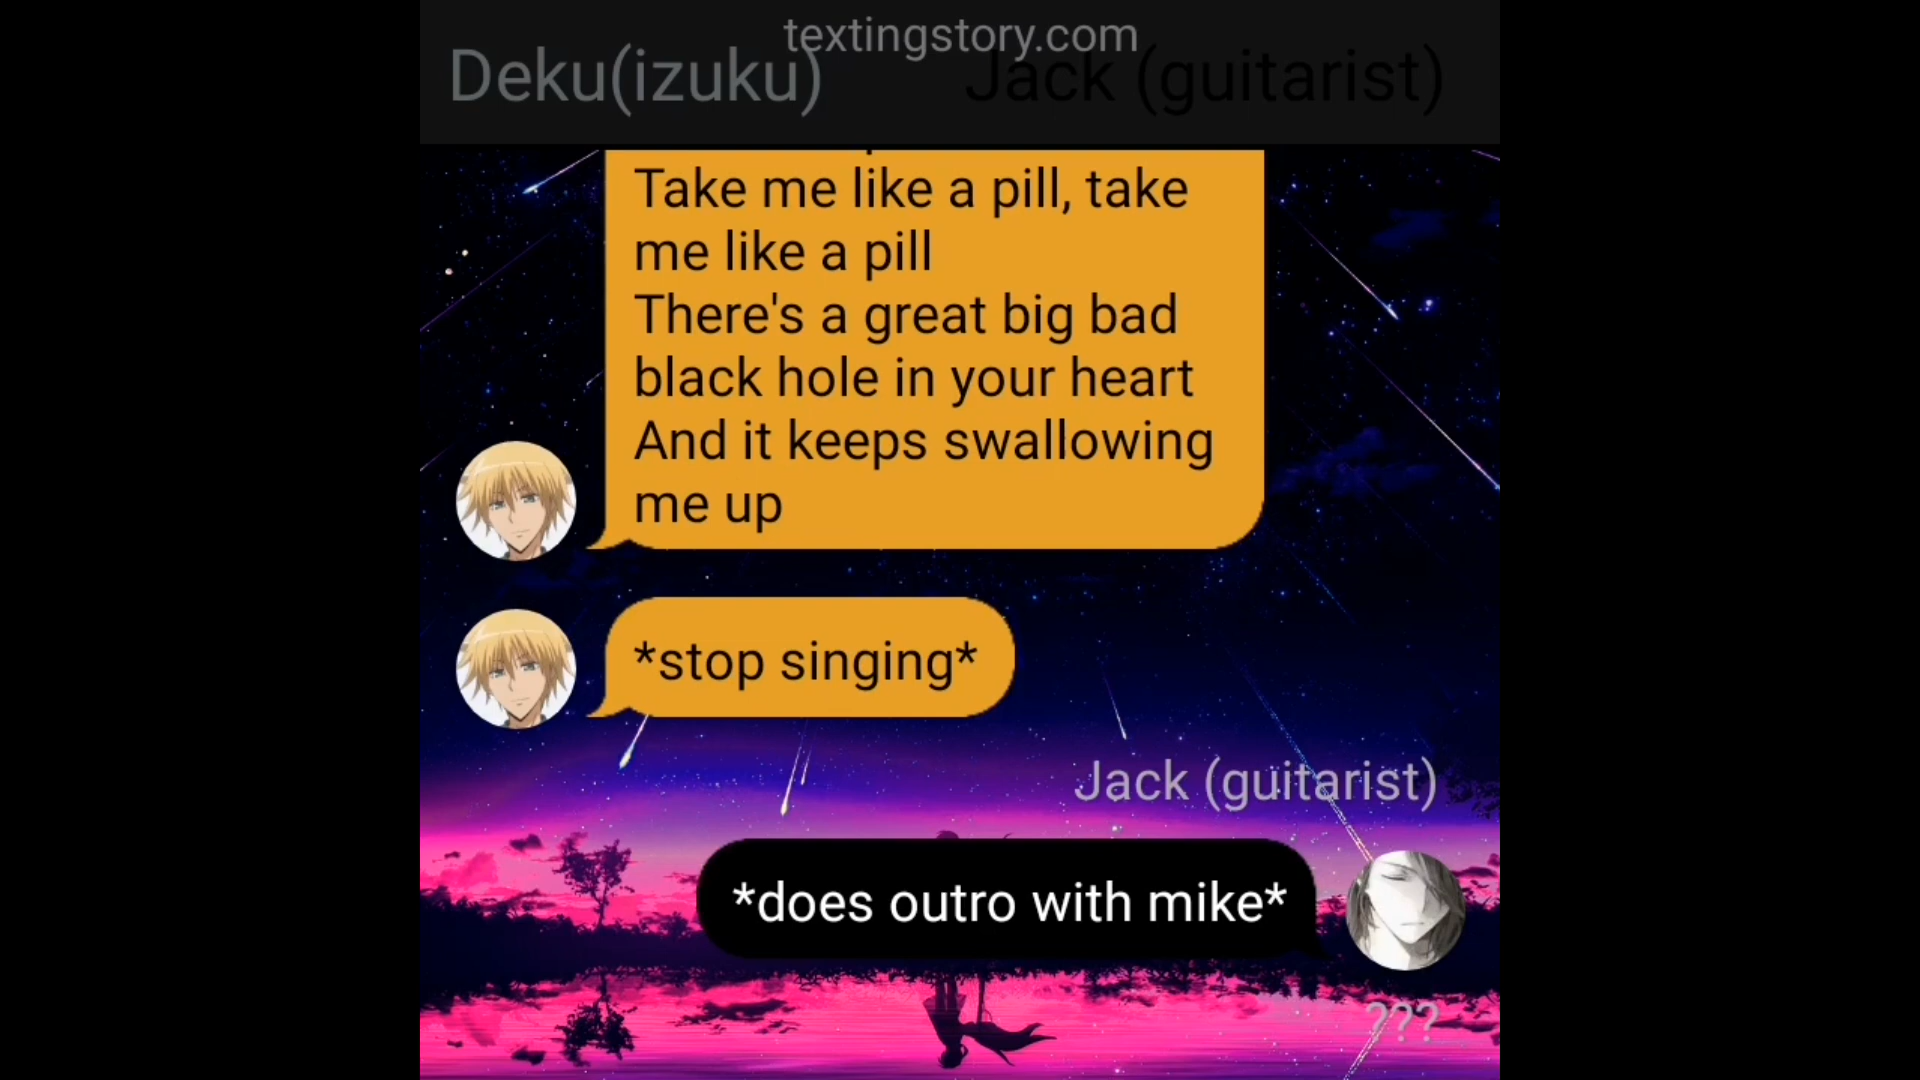 textingstory.com
Deku(izuku)
Jack (guitarist)
Take me like a pill, take
me like a pill
There's a great big bad
black hole in your heart
And it keeps swallowing
me up
*stop singing*
Jack (guitarist)
*does outro with mike*
???